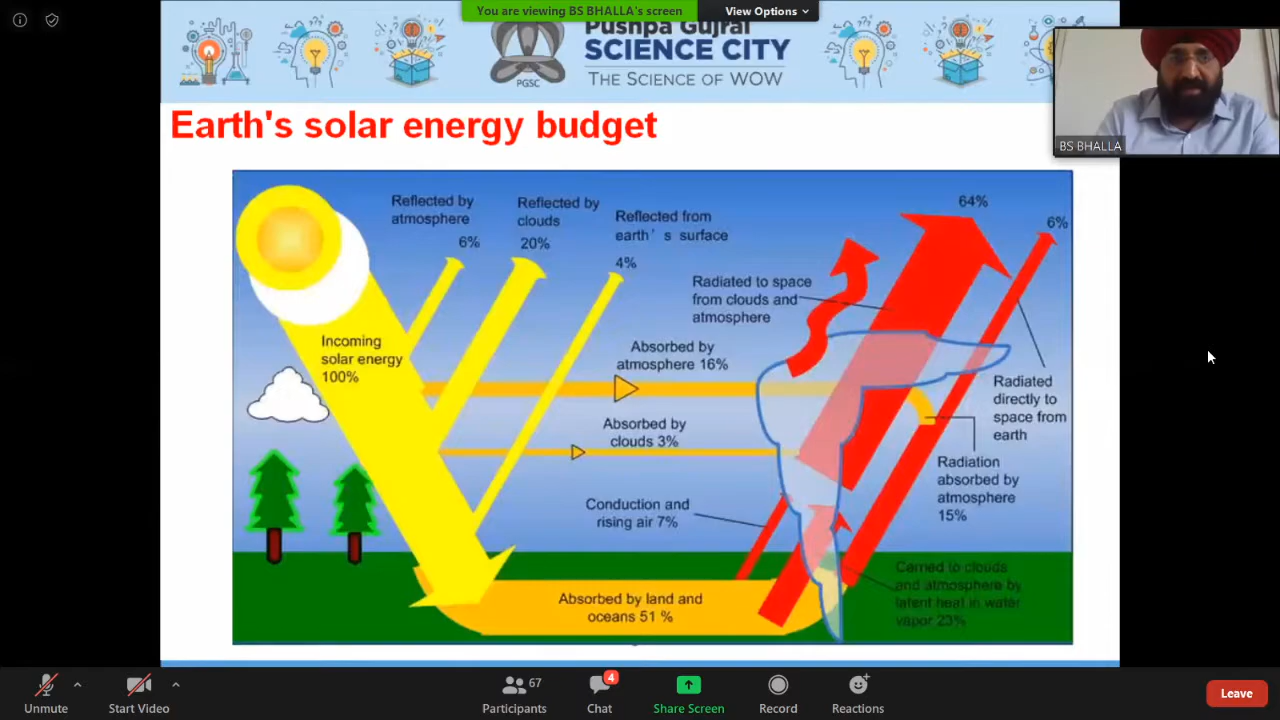 You are viewing BS BHALLA's screen
View Options
Pushpa Gujral
SCIENCE CITY
THE SCIENCE OF WOW
PGSC
BS BHALLA
Earth's solar energy budget
Reflected by
atmosphere
6%
Reflected by
clouds
20%
Reflected from
earth's surface
4%
64%
6%
Radiated to space
from clouds and
atmosphere
Incoming
solar energy
100%
Absorbed by
atmosphere 16%
Radiated
directly to
space from
earth
Absorbed by
clouds 3%
Radiation
absorbed by
atmosphere
15%
Conduction and
rising air 7%
Carried to clouds
and atmosphere by
latent heat in water
vapor 23%
Absorbed by land and
oceans 51 %
Unmute
Start Video
67
Participants
4
Chat
Share Screen
Record
Reactions
Leave